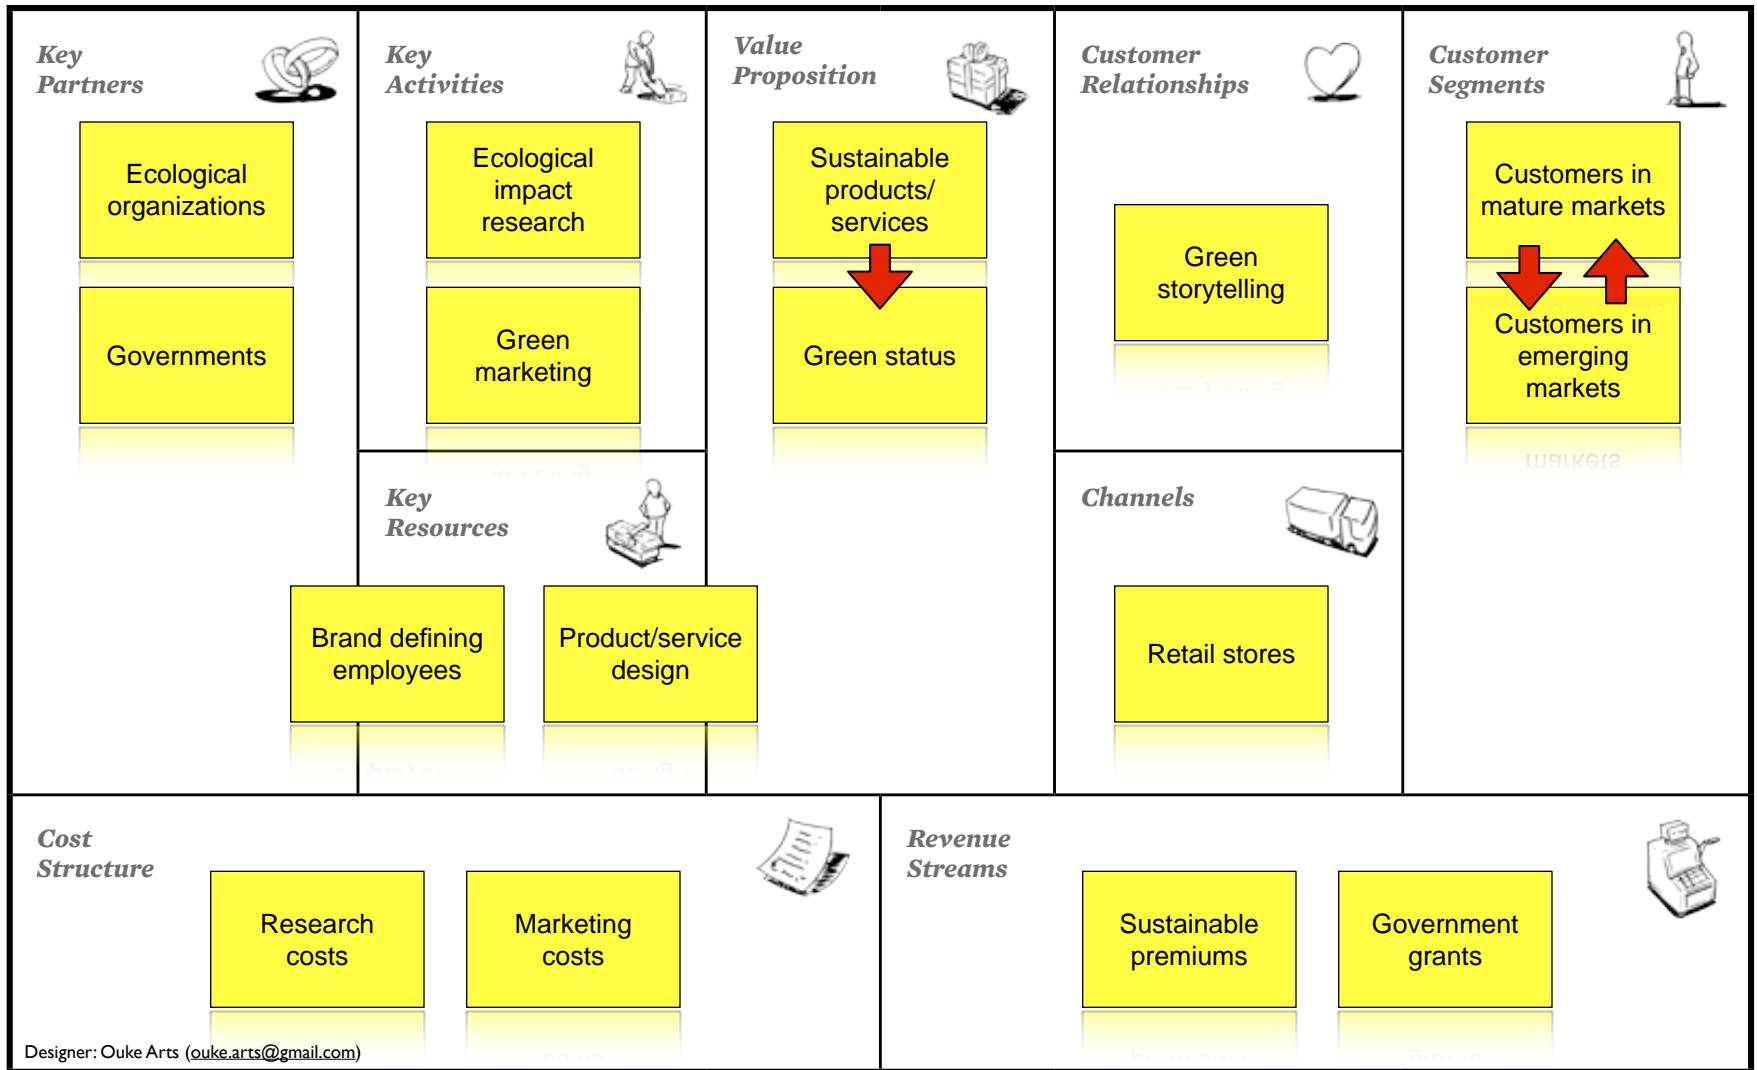 Key
Partners
Ecological
organizations
Governments
Key
Activities
Ecological
impact
research
Green
marketing
Key
Resources
Brand defining
employees
Product/service
design
Value
Proposition
Sustainable
products/
services
Green status
Customer
Relationships
Green
storytelling
Channels
Retail stores
Customer
Segments
Customers in
mature markets
Customers in
emerging
markets
Cost
Structure
Research
costs
Marketing
costs
Revenue
Streams
Sustainable
premiums
Government
grants
Designer: Ouke Arts (ouke.arts@gmail.com)